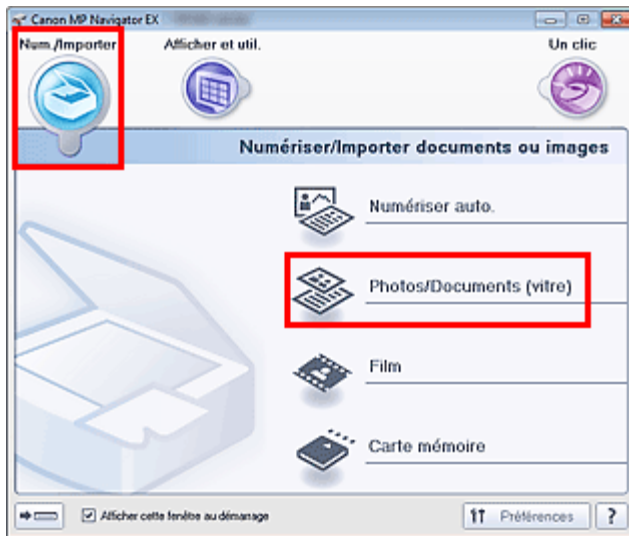 Canon MP Navigator EX
Num./Importer
Afficher et util.
Un clic
Numériser/Importer documents ou images
Numériser auto.
Photos/Documents (vitre)
Film
Carte mémoire
Afficher cette fenêtre au démarrage
Préférences
?